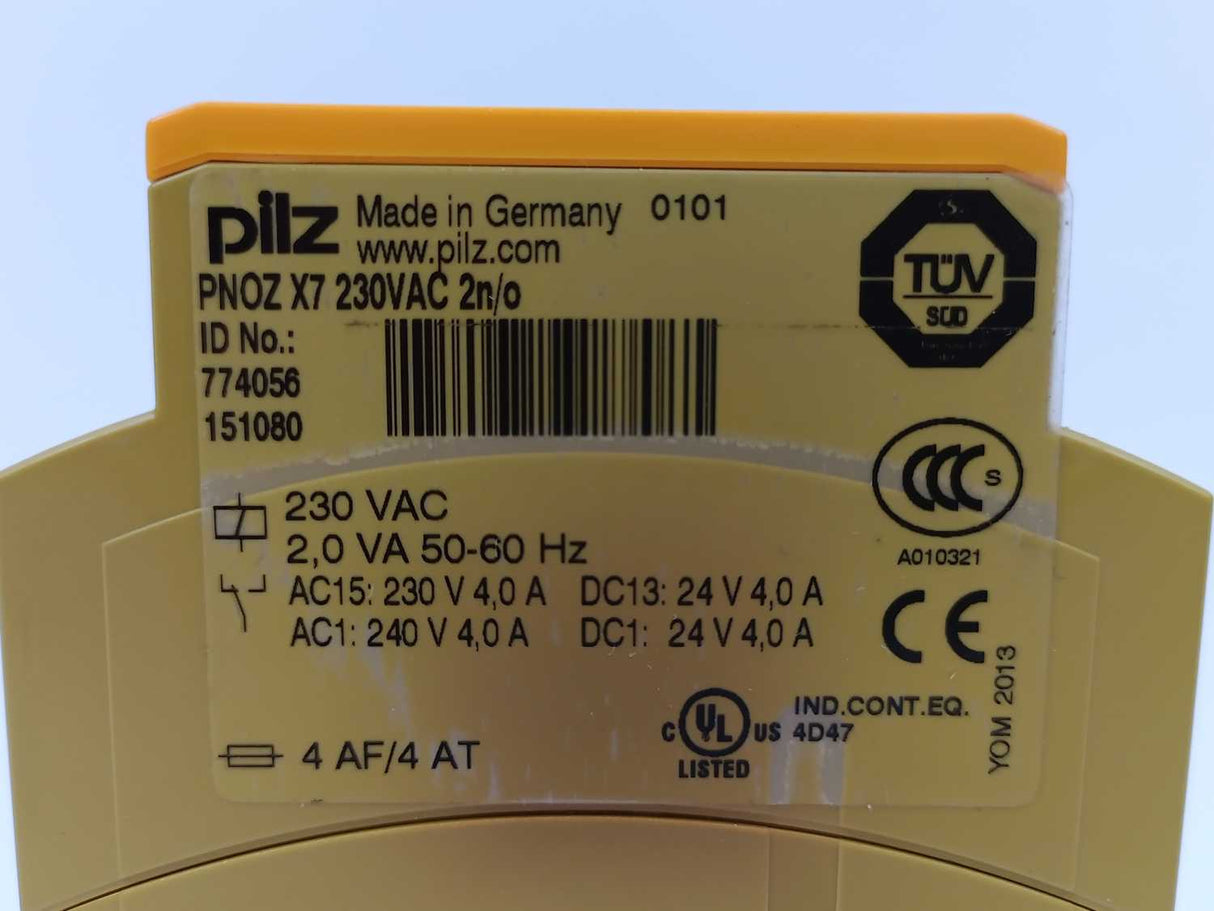 pilz Made in Germany 0101
www.pilz.com
PNOZ X7 230VAC 2n/o
ID No.:
774056
151080
TÜV
SÜD
CCC S
A010321
230 VAC
2,0 VA 50-60 Hz
AC15: 230 V 4,0 A DC13: 24 V 4,0 A
AC1: 240 V 4,0 A DC1: 24 V 4,0 A
CE
YOM 2013
C UL US
LISTED
IND.CONT.EQ.
4D47
4 AF/4 AT